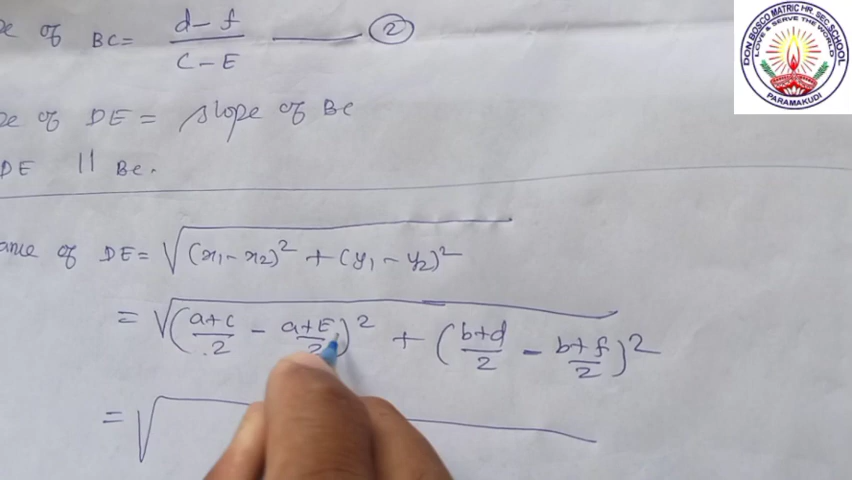 of BC = d - f / C - E ——— ②
of DE = slope of BC
DE || BC.
of DE = √(x₁ - x₂)² + (y₁ - y₂)²
= √(a+c/2 - a+E/2)² + (b+d/2 - b+f/2)²
= √
DON BOSCO MATRIC HR. SEC SCHOOL
LOVE & SERVE THE WORLD
PARAMAKUDI